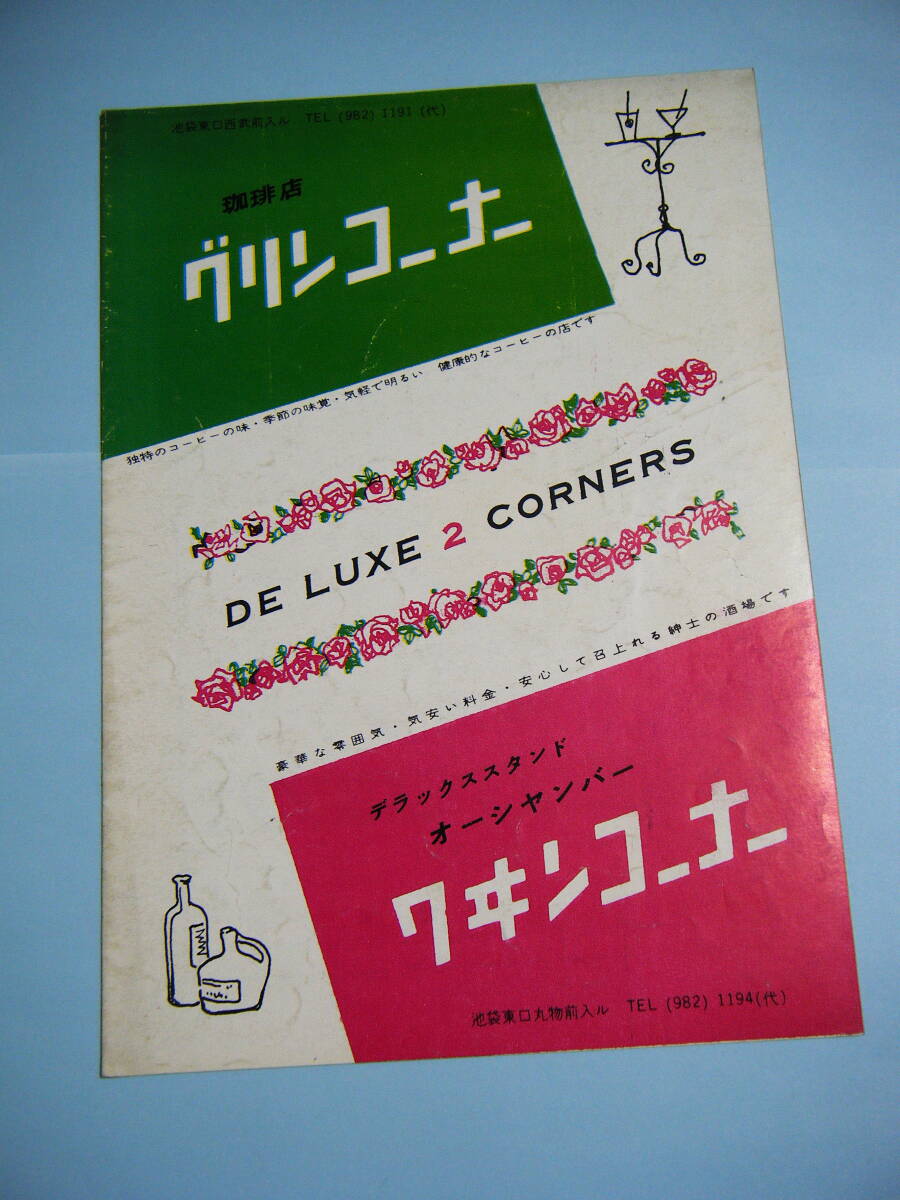 池袋東口西武前入ル TEL (982) 1191 (代)
珈琲店
グリンコーナー
独特のコーヒーの味・季節の味覚・気軽で明るい 健康的なコーヒーの店です
DE LUXE 2 CORNERS
豪華な雰囲気・気安い料金・安心して召上れる紳士の酒場です
デラックススタンド
オーシヤンバー
ワヰンコーナー
池袋東口丸物前入ル TEL (982) 1194(代)